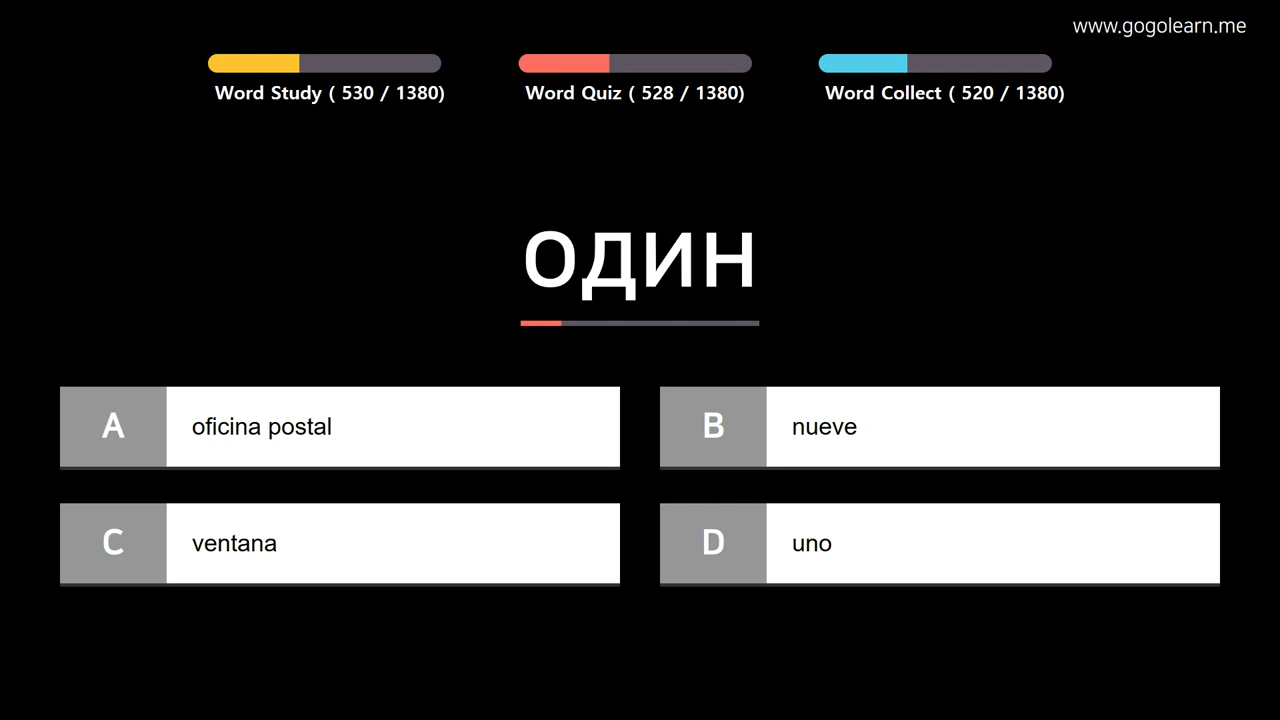 www.gogolearn.me
Word Study ( 530 / 1380)
Word Quiz ( 528 / 1380)
Word Collect ( 520 / 1380)
один
A
oficina postal
B
nueve
C
ventana
D
uno